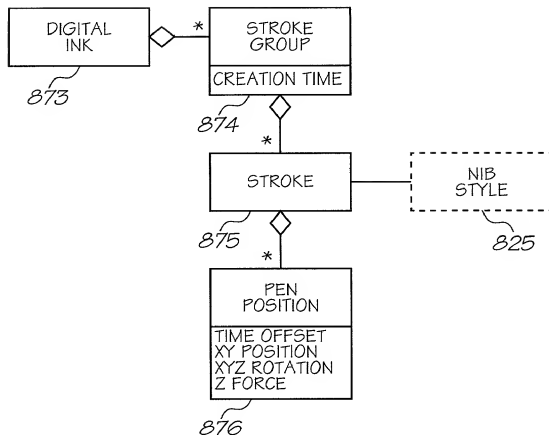 DIGITAL
INK
873
*
STROKE
GROUP
CREATION TIME
874
*
STROKE
875
NIB
STYLE
825
*
PEN
POSITION
TIME OFFSET
XY POSITION
XYZ ROTATION
Z FORCE
876